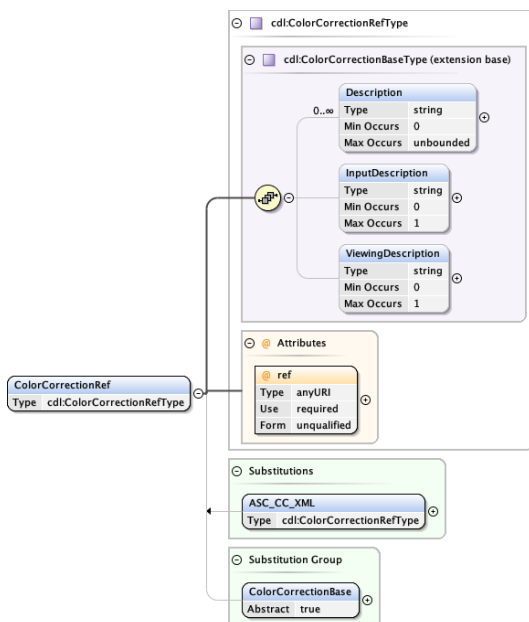 cdl:ColorCorrectionRefType
cdl:ColorCorrectionBaseType (extension base)
Description
0..∞
Type string
Min Occurs 0
Max Occurs unbounded
InputDescription
Type string
Min Occurs 0
Max Occurs 1
ViewingDescription
Type string
Min Occurs 0
Max Occurs 1
@ Attributes
@ ref
Type anyURI
Use required
Form unqualified
ColorCorrectionRef
Type cdl:ColorCorrectionRefType
Substitutions
ASC_CC_XML
Type cdl:ColorCorrectionRefType
Substitution Group
ColorCorrectionBase
Abstract true